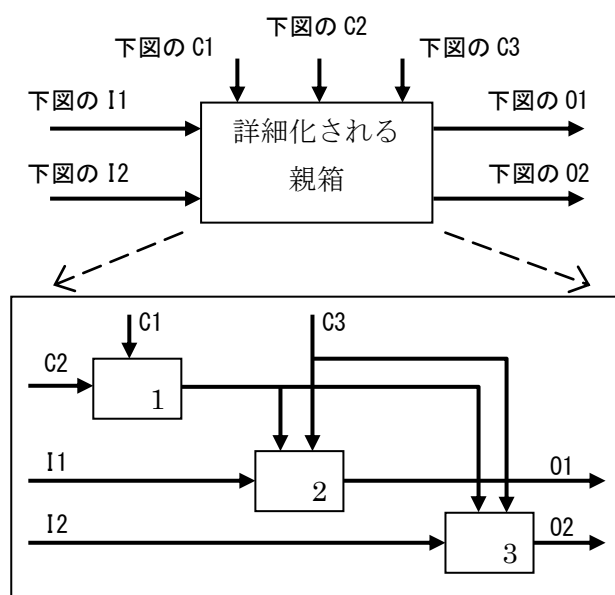 下図の C2
下図の C1
下図の C3
下図の I1
下図の O1
詳細化される
親箱
下図の I2
下図の O2
C1
C3
C2
1
I1
O1
2
I2
O2
3